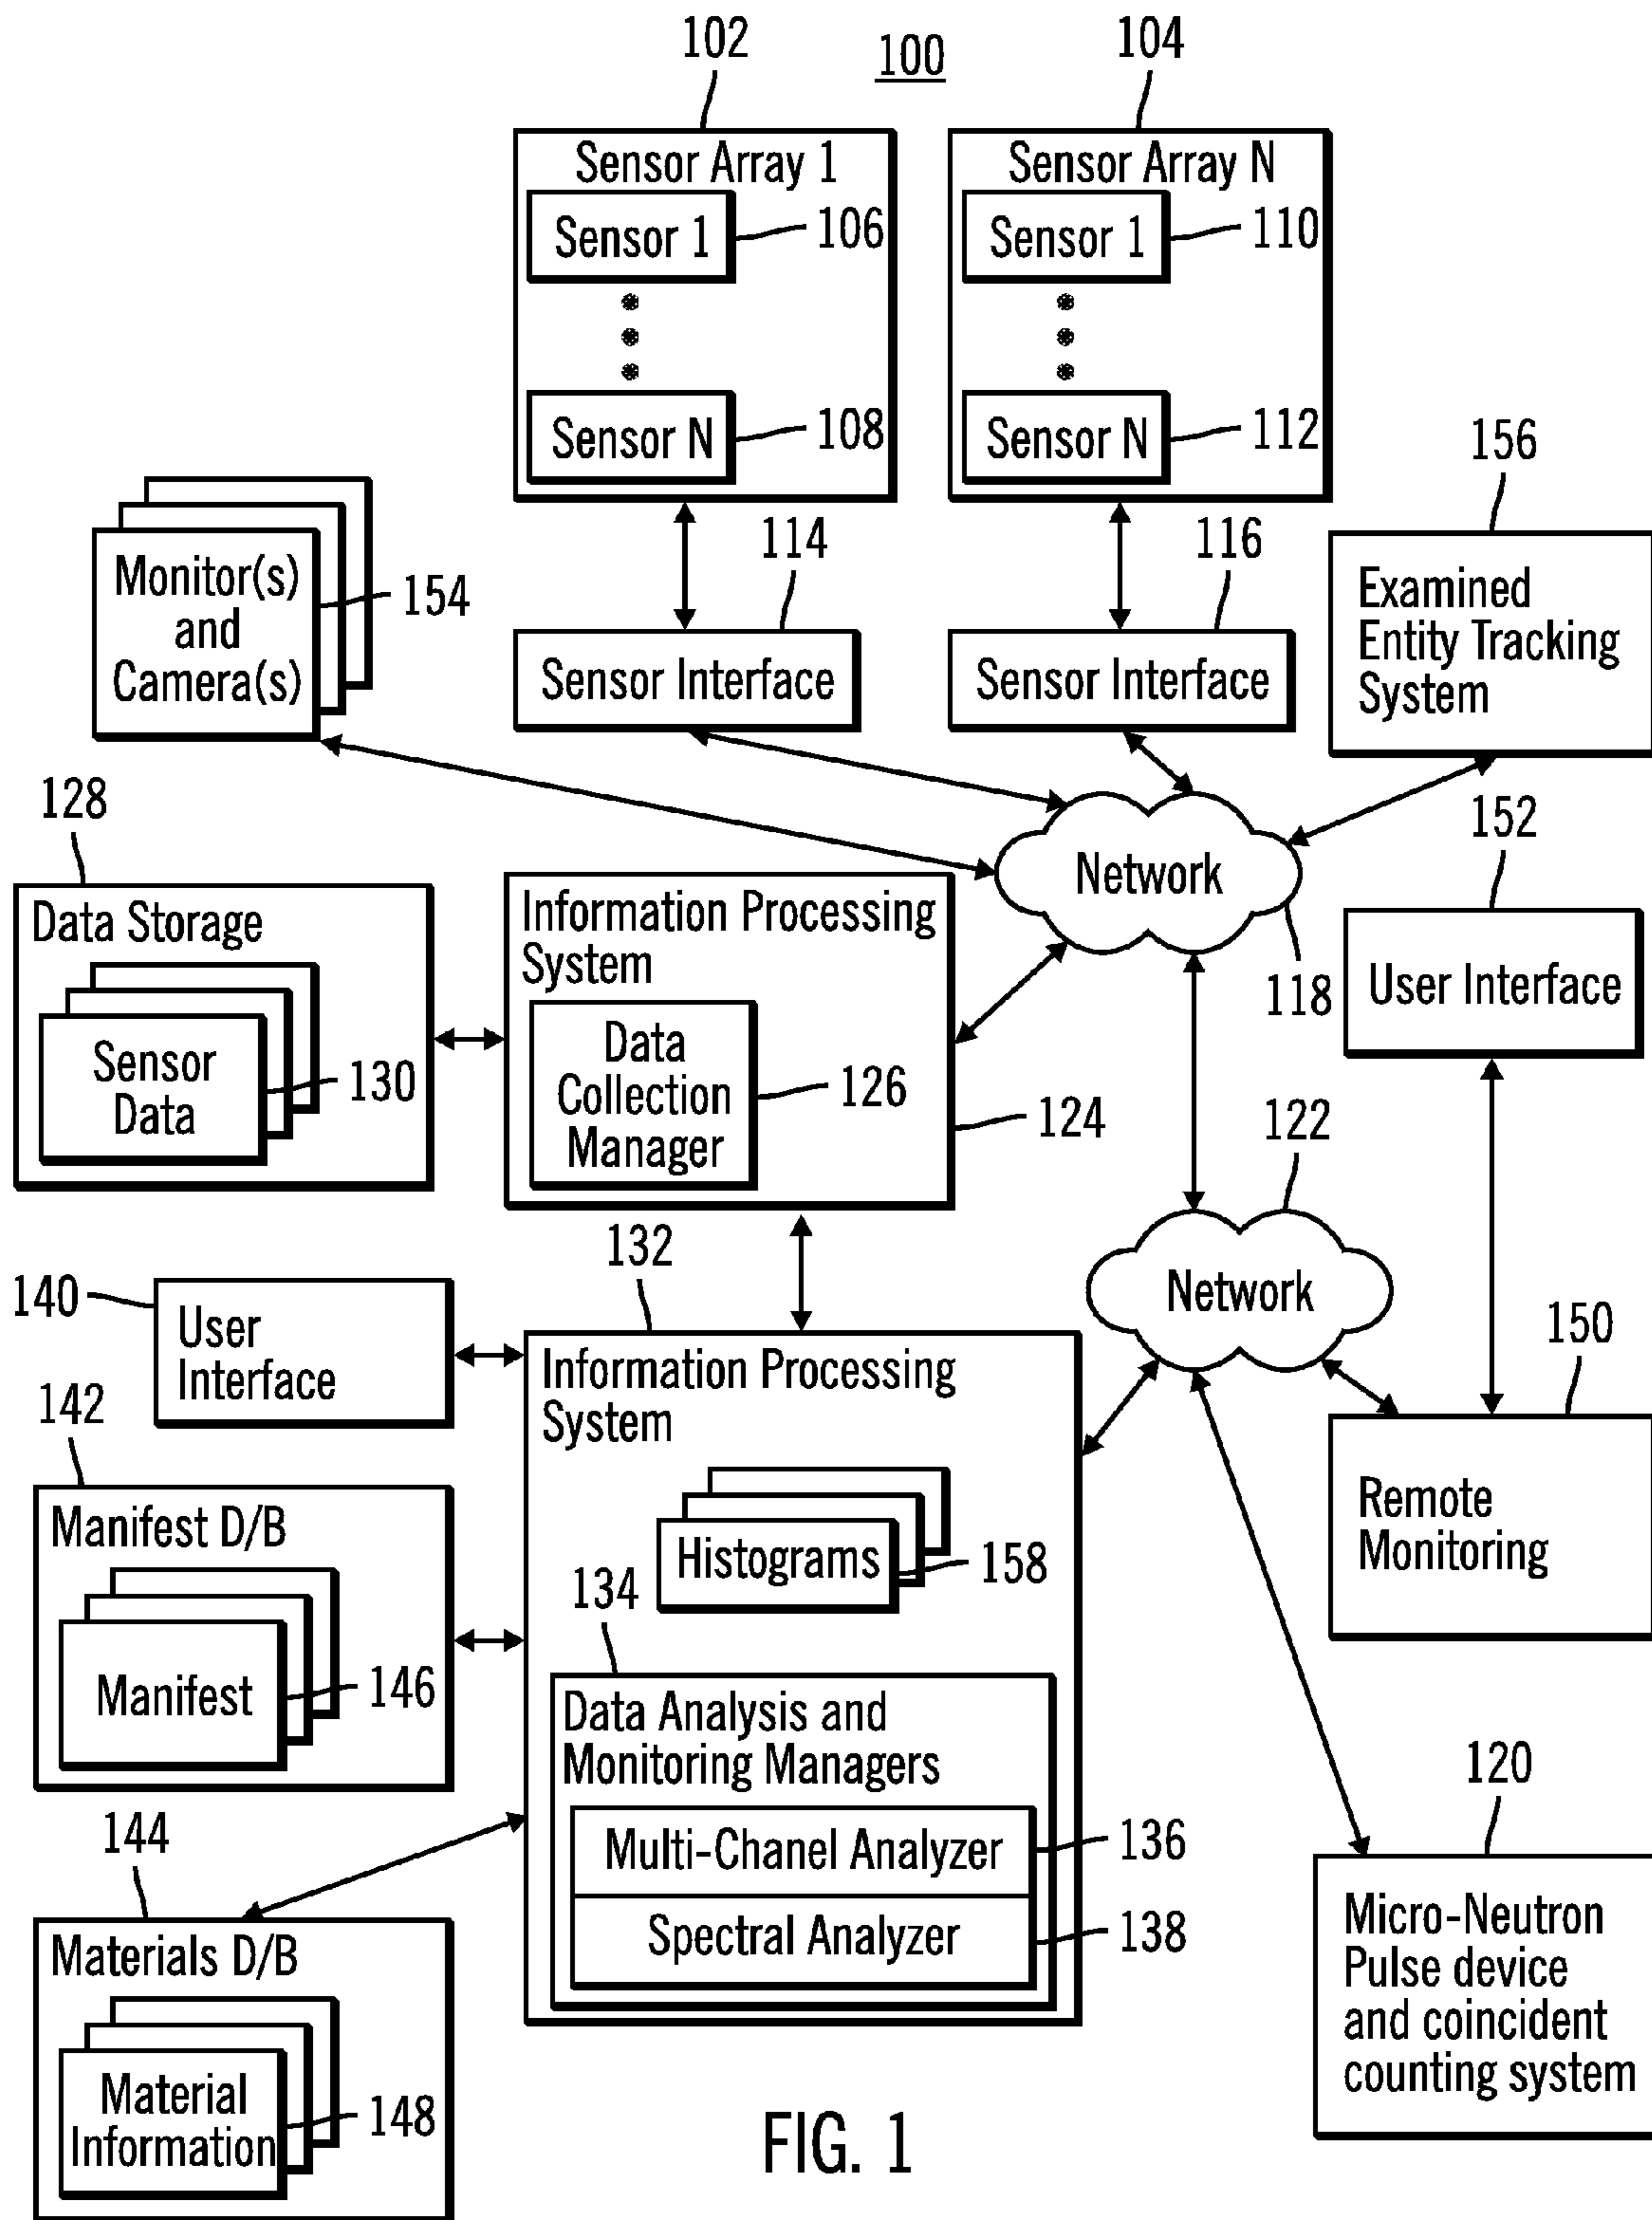 102
100
104
Sensor Array 1
Sensor 1
106
Sensor N
108
Sensor Array N
Sensor 1
110
Sensor N
112
156
Monitor(s)
and
Camera(s)
154
114
Sensor Interface
116
Sensor Interface
Examined
Entity Tracking
System
128
Data Storage
Sensor
Data
130
Information Processing
System
Data
Collection
Manager
126
124
Network
118
152
User Interface
122
Network
132
140
User
Interface
142
Manifest D/B
Manifest
146
Information Processing
System
Histograms
158
134
Data Analysis and
Monitoring Managers
Multi-Chanel Analyzer
136
Spectral Analyzer
138
150
Remote
Monitoring
144
Materials D/B
Material
Information
148
120
Micro-Neutron
Pulse device
and coincident
counting system
FIG. 1